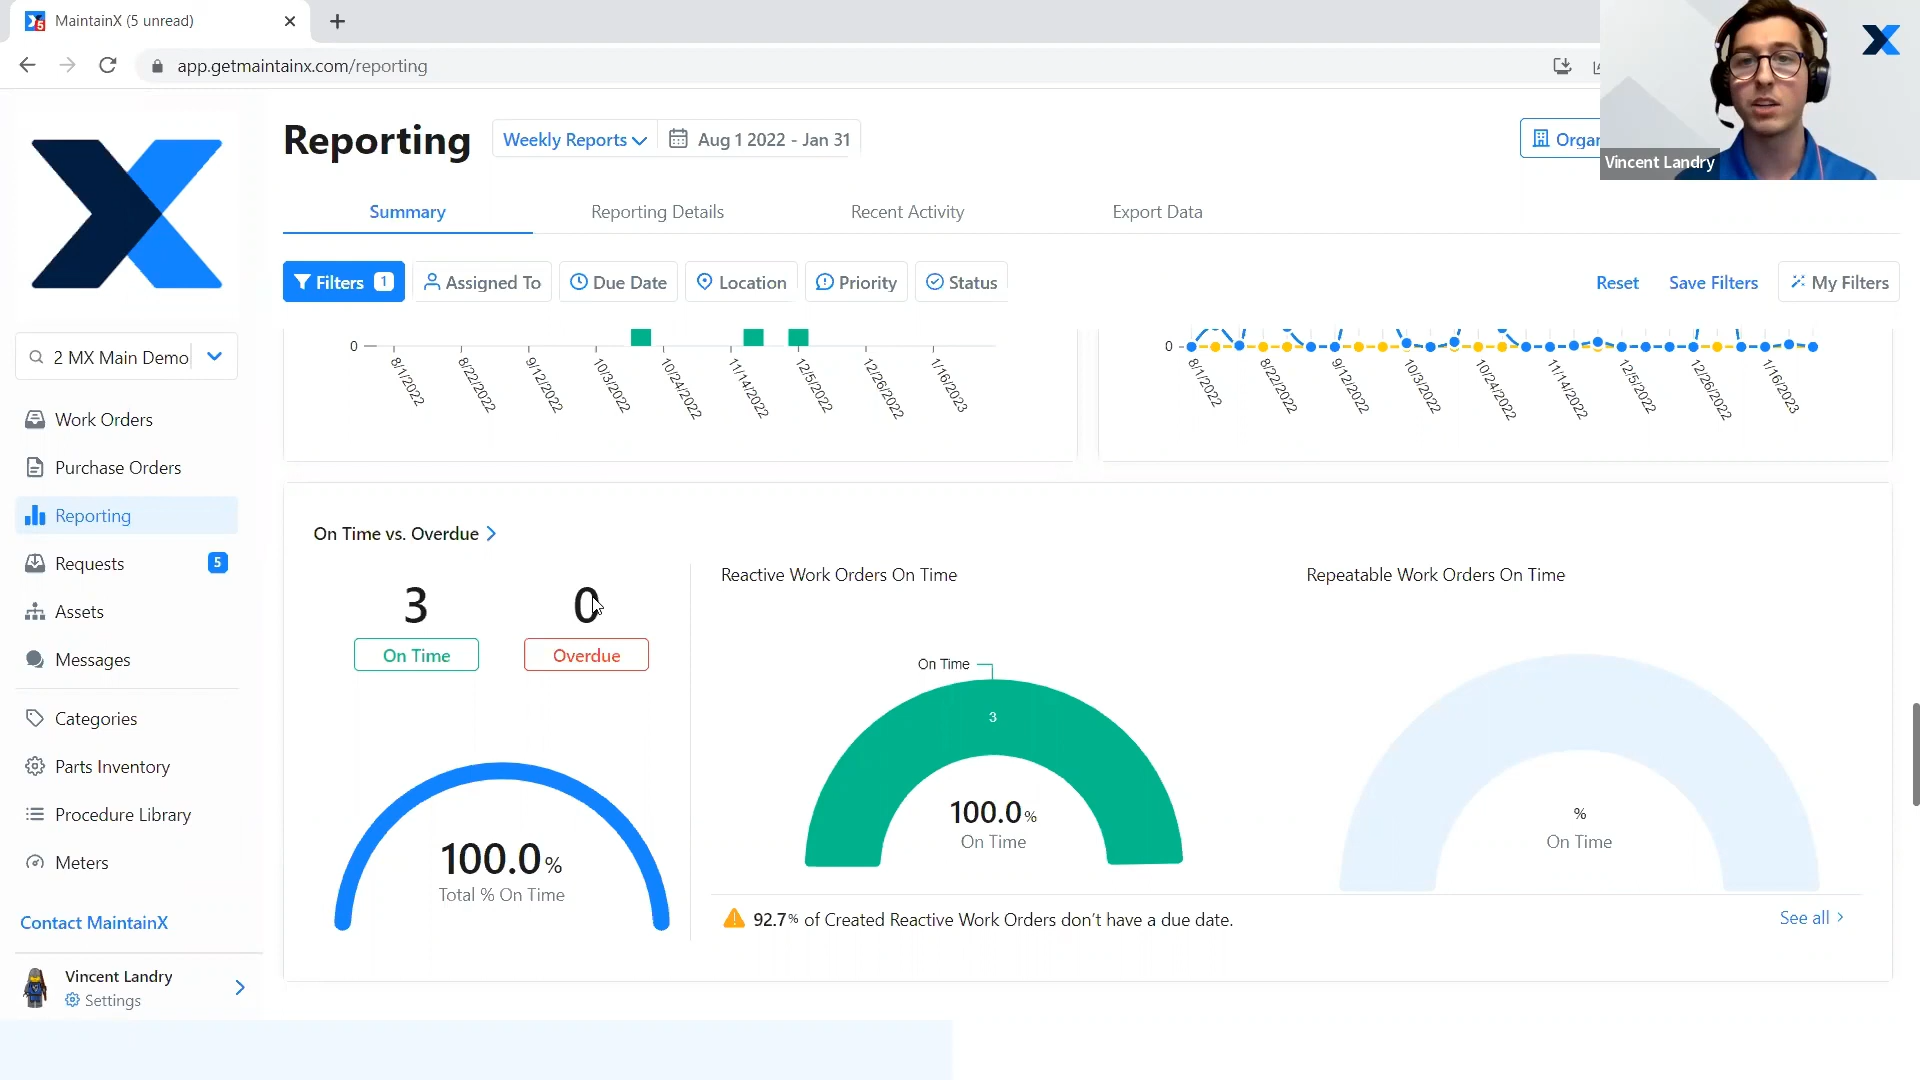 MaintainX (5 unread)
app.getmaintainx.com/reporting
Vincent Landry
Reporting
Weekly Reports
Aug 1 2022 - Jan 31
Summary
Reporting Details
Recent Activity
Export Data
Filters 1
Assigned To
Due Date
Location
Priority
Status
Reset
Save Filters
My Filters
2 MX Main Demo
Work Orders
Purchase Orders
Reporting
Requests 5
Assets
Messages
Categories
Parts Inventory
Procedure Library
Meters
Contact MaintainX
Vincent Landry
Settings
0
8/1/2022
8/22/2022
9/12/2022
10/3/2022
10/24/2022
11/14/2022
12/5/2022
12/26/2022
1/16/2023
0
8/1/2022
8/22/2022
9/12/2022
10/3/2022
10/24/2022
11/14/2022
12/5/2022
12/26/2022
1/16/2023
On Time vs. Overdue
3
On Time
0
Overdue
100.0 %
Total % On Time
Reactive Work Orders On Time
On Time
3
100.0 %
On Time
Repeatable Work Orders On Time
%
On Time
92.7% of Created Reactive Work Orders don't have a due date.
See all